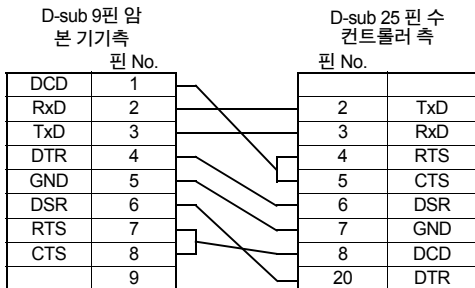 D-sub 9핀 암
본 기기측
D-sub 25 핀 수
컨트롤러 측
핀 No.
핀 No.
DCD 1
RxD 2 2 TxD
TxD 3 3 RxD
DTR 4 4 RTS
GND 5 5 CTS
DSR 6 6 DSR
RTS 7 7 GND
CTS 8 8 DCD
9 20 DTR